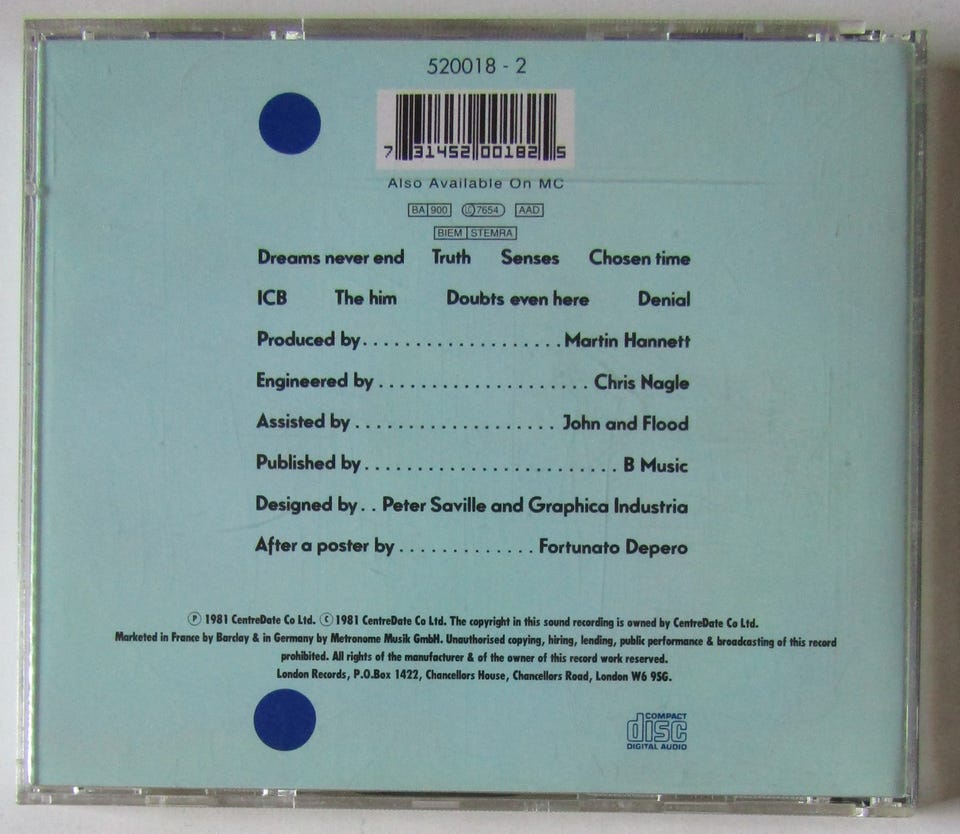 520018 - 2
7 31452 00182 5
Also Available On MC
BA 900 LC 7654 AAD
BIEM STEMRA
Dreams never end Truth Senses Chosen time
ICB The him Doubts even here Denial
Produced by. . . . . . . . . . . . . . . . . . . Martin Hannett
Engineered by . . . . . . . . . . . . . . . . . . . . Chris Nagle
Assisted by . . . . . . . . . . . . . . . . . . . John and Flood
Published by . . . . . . . . . . . . . . . . . . . . . . . . B Music
Designed by . . Peter Saville and Graphica Industria
After a poster by . . . . . . . . . . . . . Fortunato Depero
Ⓟ 1981 CentreDate Co Ltd. © 1981 CentreDate Co Ltd. The copyright in this sound recording is owned by CentreDate Co Ltd.
Marketed in France by Barclay & in Germany by Metronome Musik GmbH. Unauthorised copying, hiring, lending, public performance & broadcasting of this record
prohibited. All rights of the manufacturer & of the owner of this record work reserved.
London Records, P.O.Box 1422, Chancellors House, Chancellors Road, London W6 9SG.
COMPACT
disc
DIGITAL AUDIO